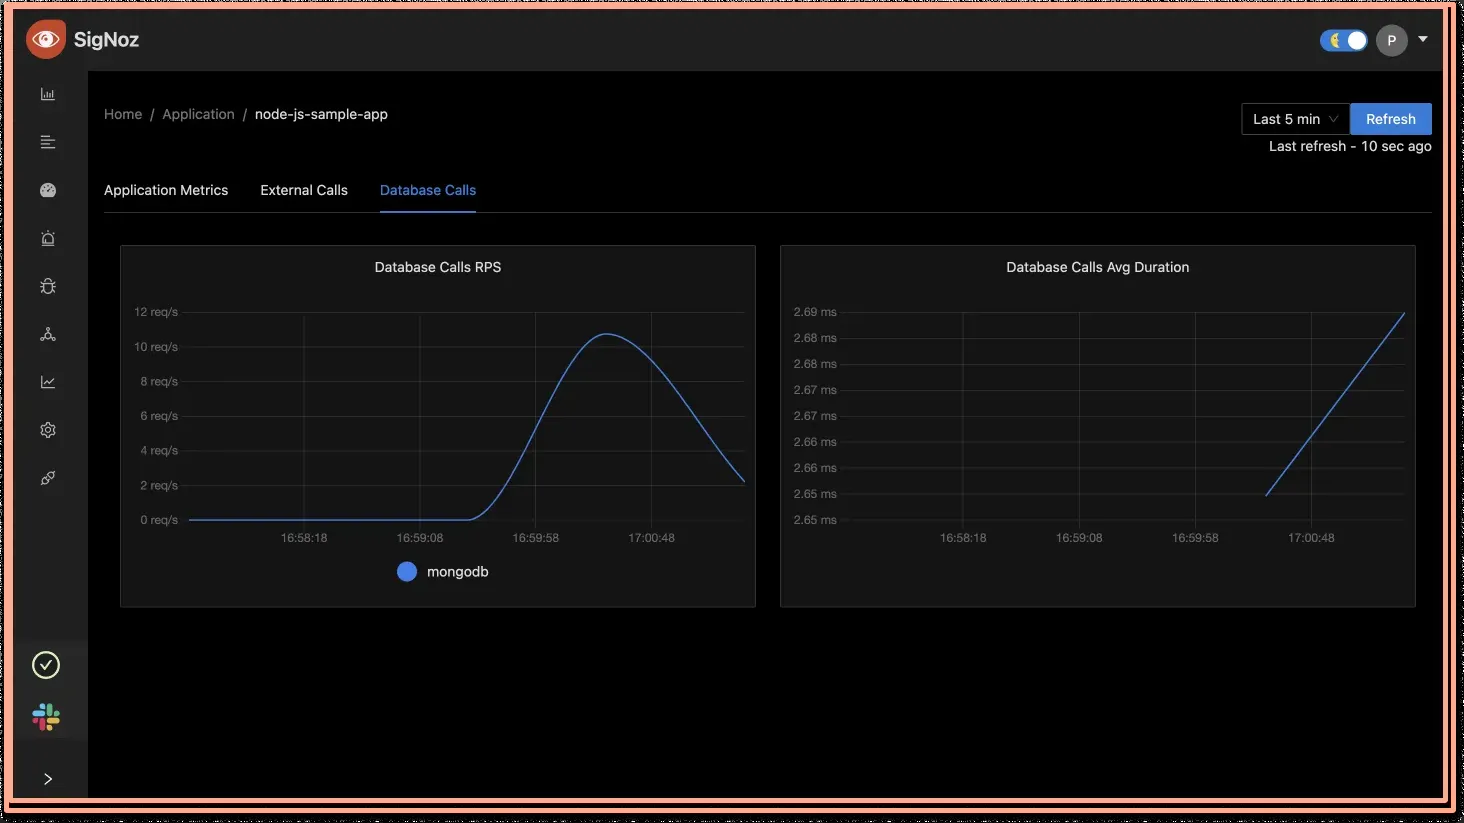 SigNoz
P
Home / Application / node-js-sample-app
Last 5 min
Refresh
Last refresh - 10 sec ago
Application Metrics
External Calls
Database Calls
Database Calls RPS
12 req/s
10 req/s
8 req/s
6 req/s
4 req/s
2 req/s
0 req/s
16:58:18
16:59:08
16:59:58
17:00:48
mongodb
Database Calls Avg Duration
2.69 ms
2.68 ms
2.68 ms
2.67 ms
2.67 ms
2.66 ms
2.66 ms
2.65 ms
2.65 ms
16:58:18
16:59:08
16:59:58
17:00:48